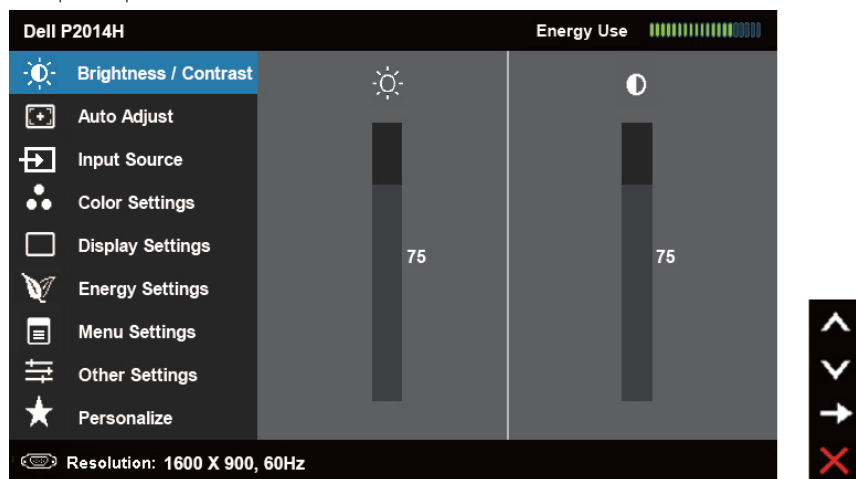 Dell P2014H Energy Use
Brightness / Contrast
Auto Adjust
Input Source
Color Settings
Display Settings
75 75
Energy Settings
Menu Settings
Other Settings
Personalize
Resolution: 1600 X 900, 60Hz